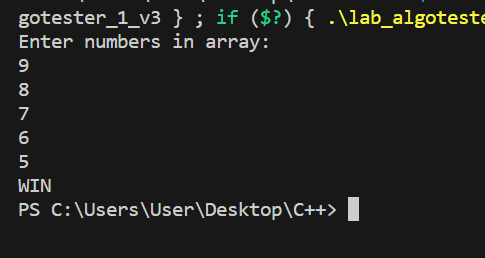 gotester_1_v3 } ; if ($?) { .\lab_algoteste
Enter numbers in array:
9
8
7
6
5
WIN
PS C:\Users\User\Desktop\C++>